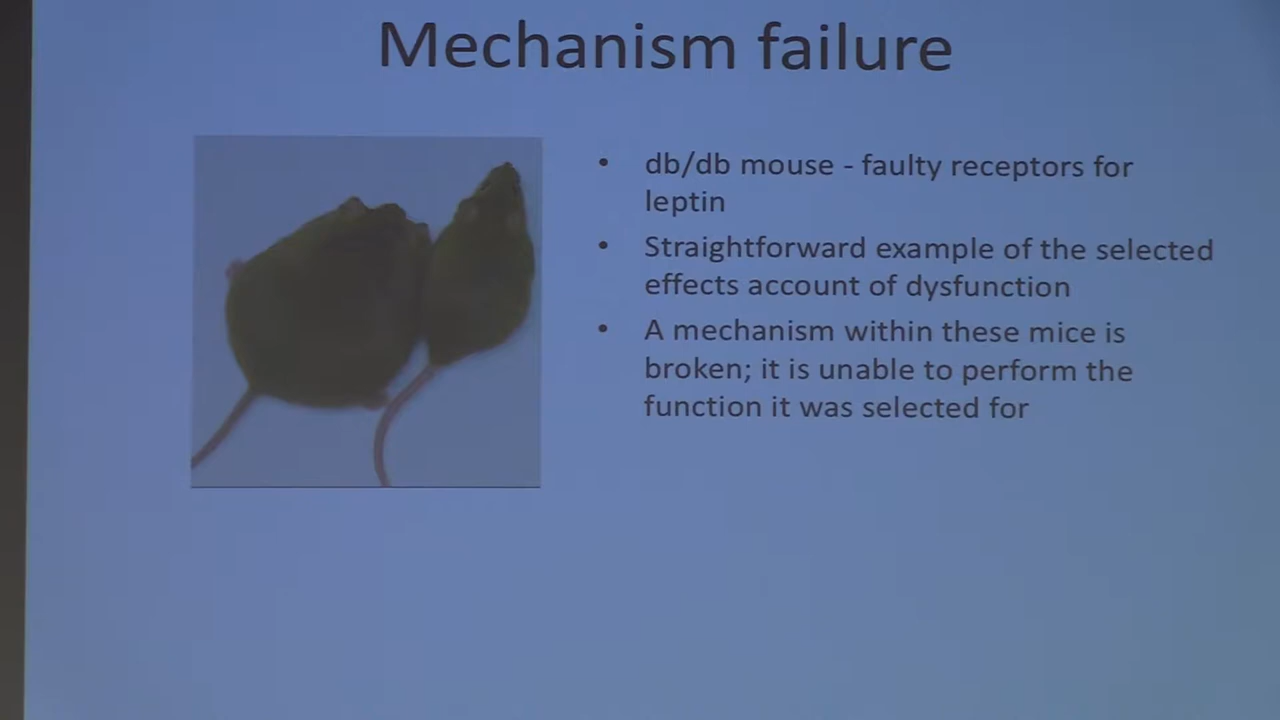 Mechanism failure
• db/db mouse - faulty receptors for
leptin
• Straightforward example of the selected
effects account of dysfunction
• A mechanism within these mice is
broken; it is unable to perform the
function it was selected for